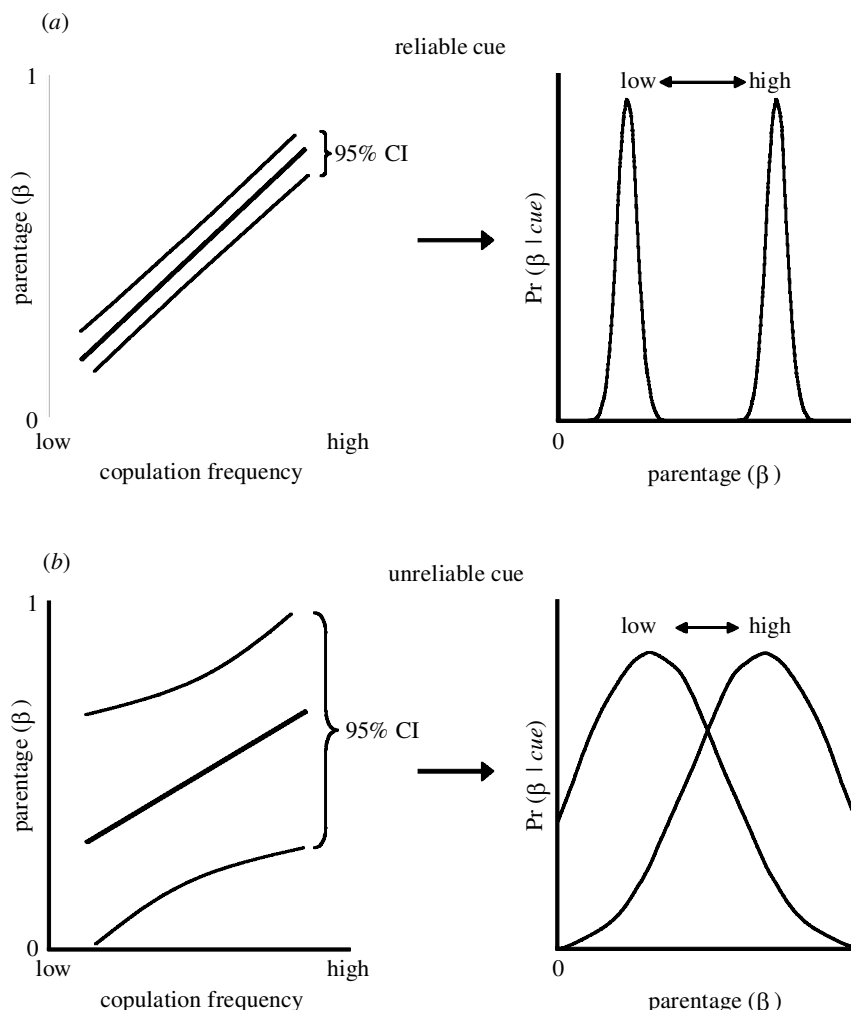 (a)
reliable cue
1
parentage (β)
0
low
high
copulation frequency
95% CI
low
high
Pr (β | cue)
0
parentage (β )
(b)
unreliable cue
1
parentage (β)
0
low
high
copulation frequency
95% CI
low
high
Pr (β | cue)
0
parentage (β )